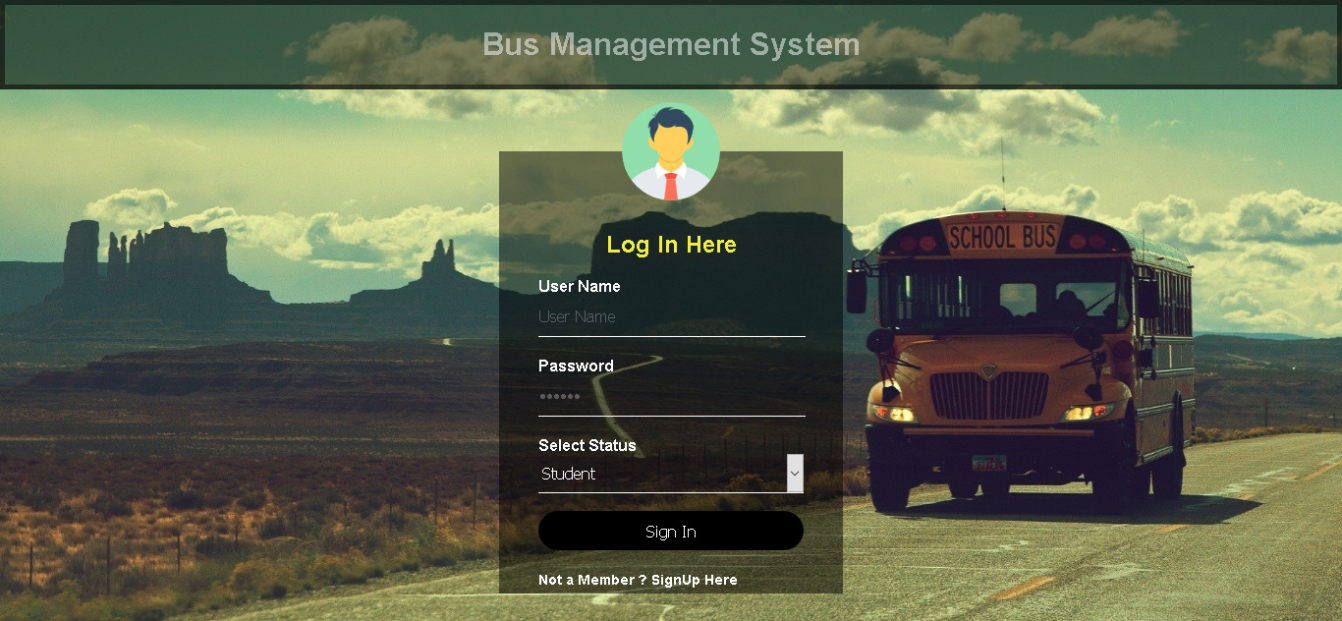 Bus Management System
SCHOOL BUS
Log In Here
User Name
User Name
Password
••••••
Select Status
Student
Sign In
Not a Member ? SignUp Here